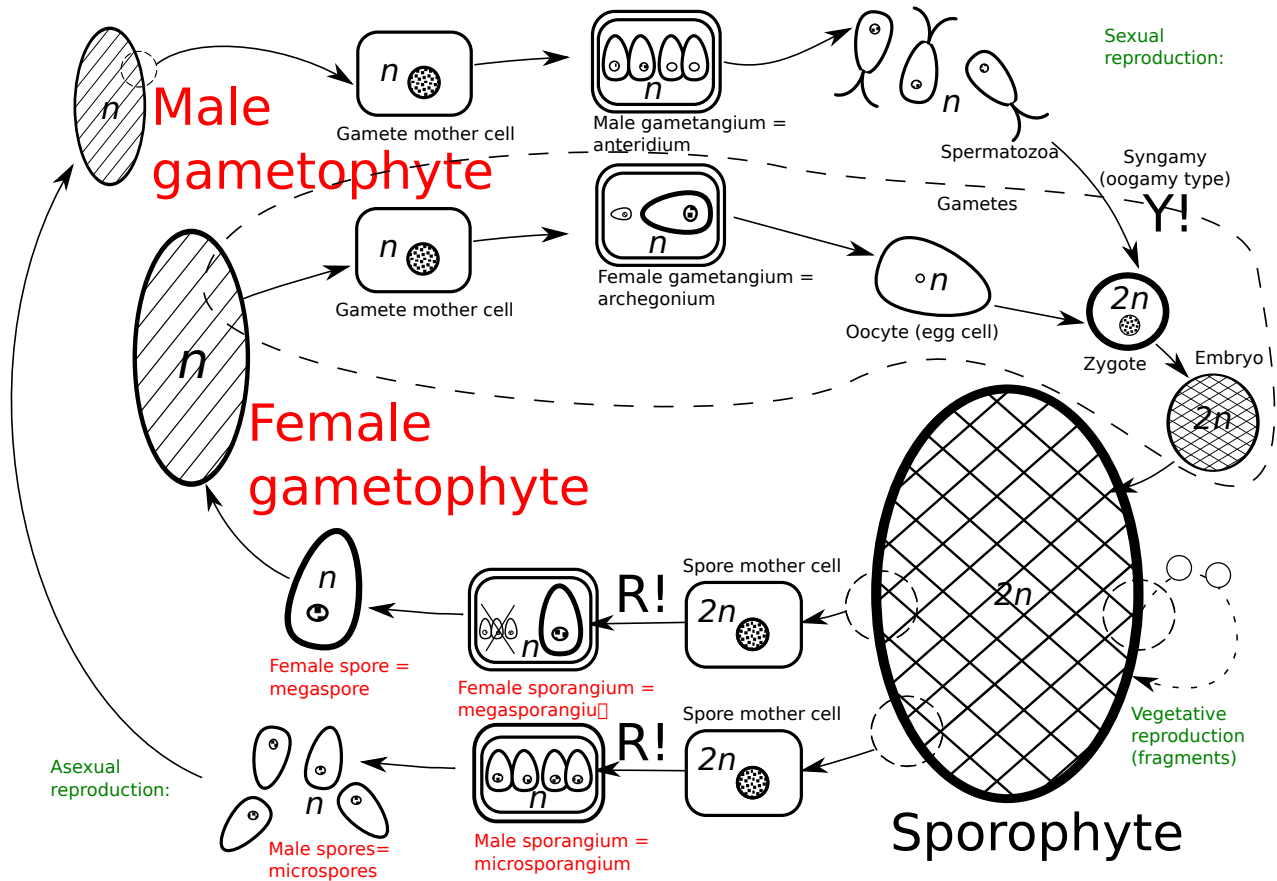 Sexual
reproduction:
n
n
n
n
Male
gametophyte
Gamete mother cell
Male gametangium =
anteridium
Spermatozoa
Syngamy
(oogamy type)
Y!
Gametes
n
n
n
Gamete mother cell
Female gametangium =
archegonium
Oocyte (egg cell)
2n
Zygote
Embryo
2n
n
Female
gametophyte
n
Female spore =
megaspore
n
Female sporangium =
megasporangiu
R!
Spore mother cell
2n
2n
Vegetative
reproduction
(fragments)
Asexual
reproduction:
n
Male spores=
microspores
n
Male sporangium =
microsporangium
R!
Spore mother cell
2n
Sporophyte